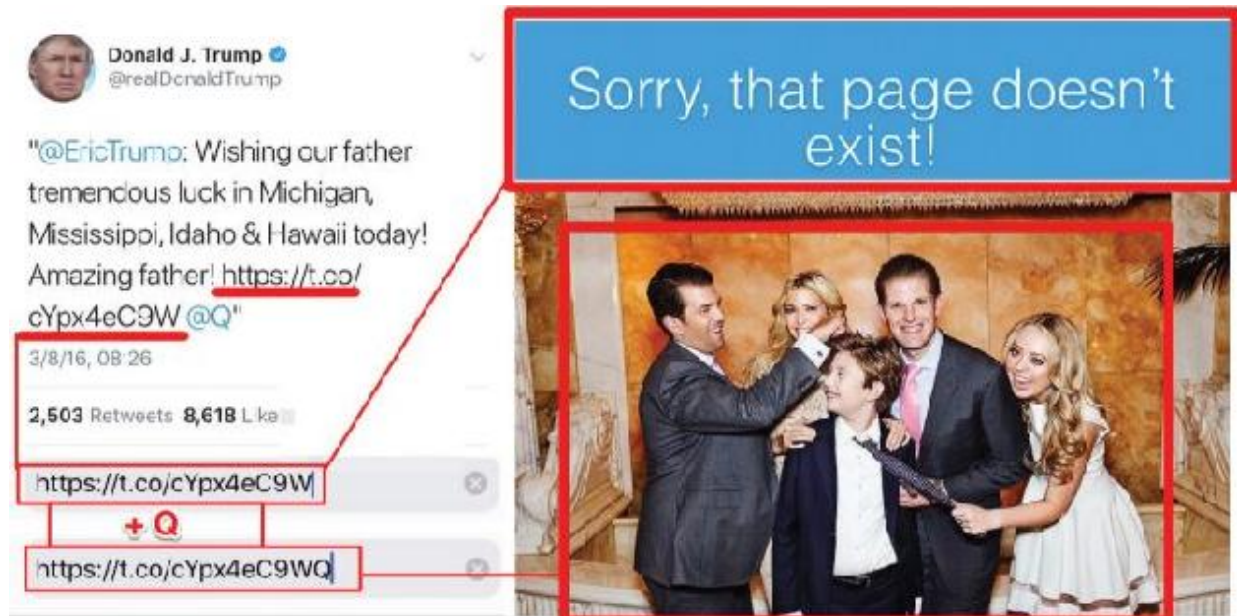 Donald J. Trump
@realDonaldTrump
"@EricTrump: Wishing our father
tremendous luck in Michigan,
Mississippi, Idaho & Hawaii today!
Amazing father! https://t.co/
cYpx4eC9W @Q"
3/8/16, 08:26
2,503 Retweets 8,618 Like
https://t.co/cYpx4eC9W
+ Q
https://t.co/cYpx4eC9WQ
Sorry, that page doesn't
exist!